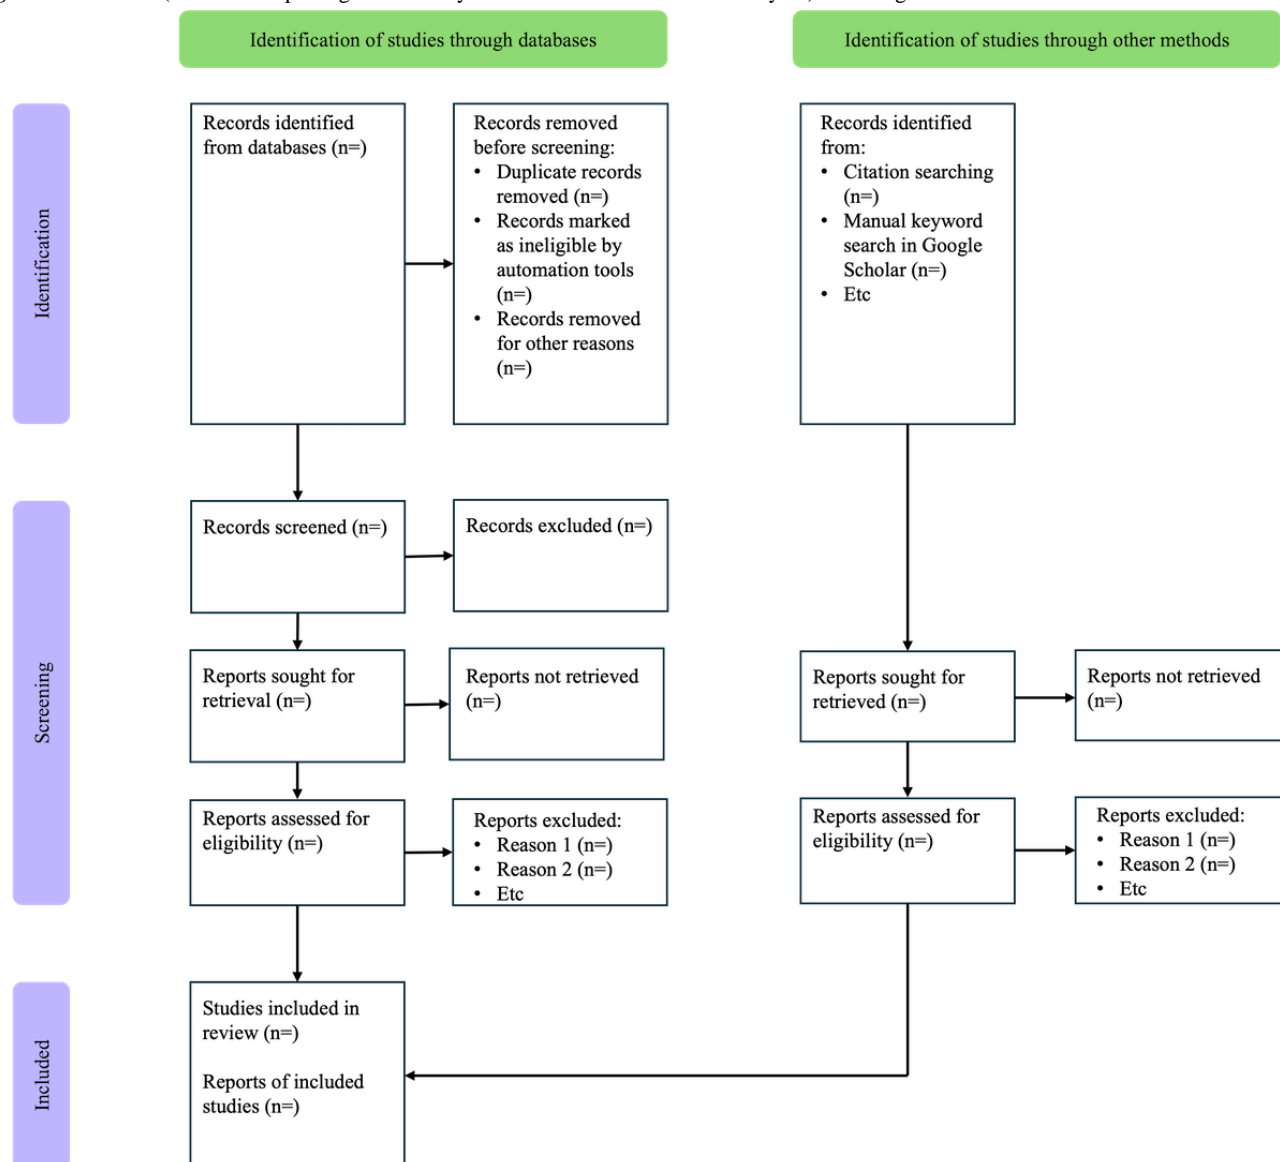 Identification of studies through databases
Identification of studies through other methods
Identification
Records identified
from databases (n=)
Records removed
before screening:
• Duplicate records
removed (n=)
• Records marked
as ineligible by
automation tools
(n=)
• Records removed
for other reasons
(n=)
Records identified
from:
• Citation searching
(n=)
• Manual keyword
search in Google
Scholar (n=)
• Etc
Screening
Records screened (n=)
Records excluded (n=)
Reports sought for
retrieval (n=)
Reports not retrieved
(n=)
Reports sought for
retrieved (n=)
Reports not retrieved
(n=)
Reports assessed for
eligibility (n=)
Reports excluded:
• Reason 1 (n=)
• Reason 2 (n=)
• Etc
Reports assessed for
eligibility (n=)
Reports excluded:
• Reason 1 (n=)
• Reason 2 (n=)
• Etc
Included
Studies included in
review (n=)
Reports of included
studies (n=)